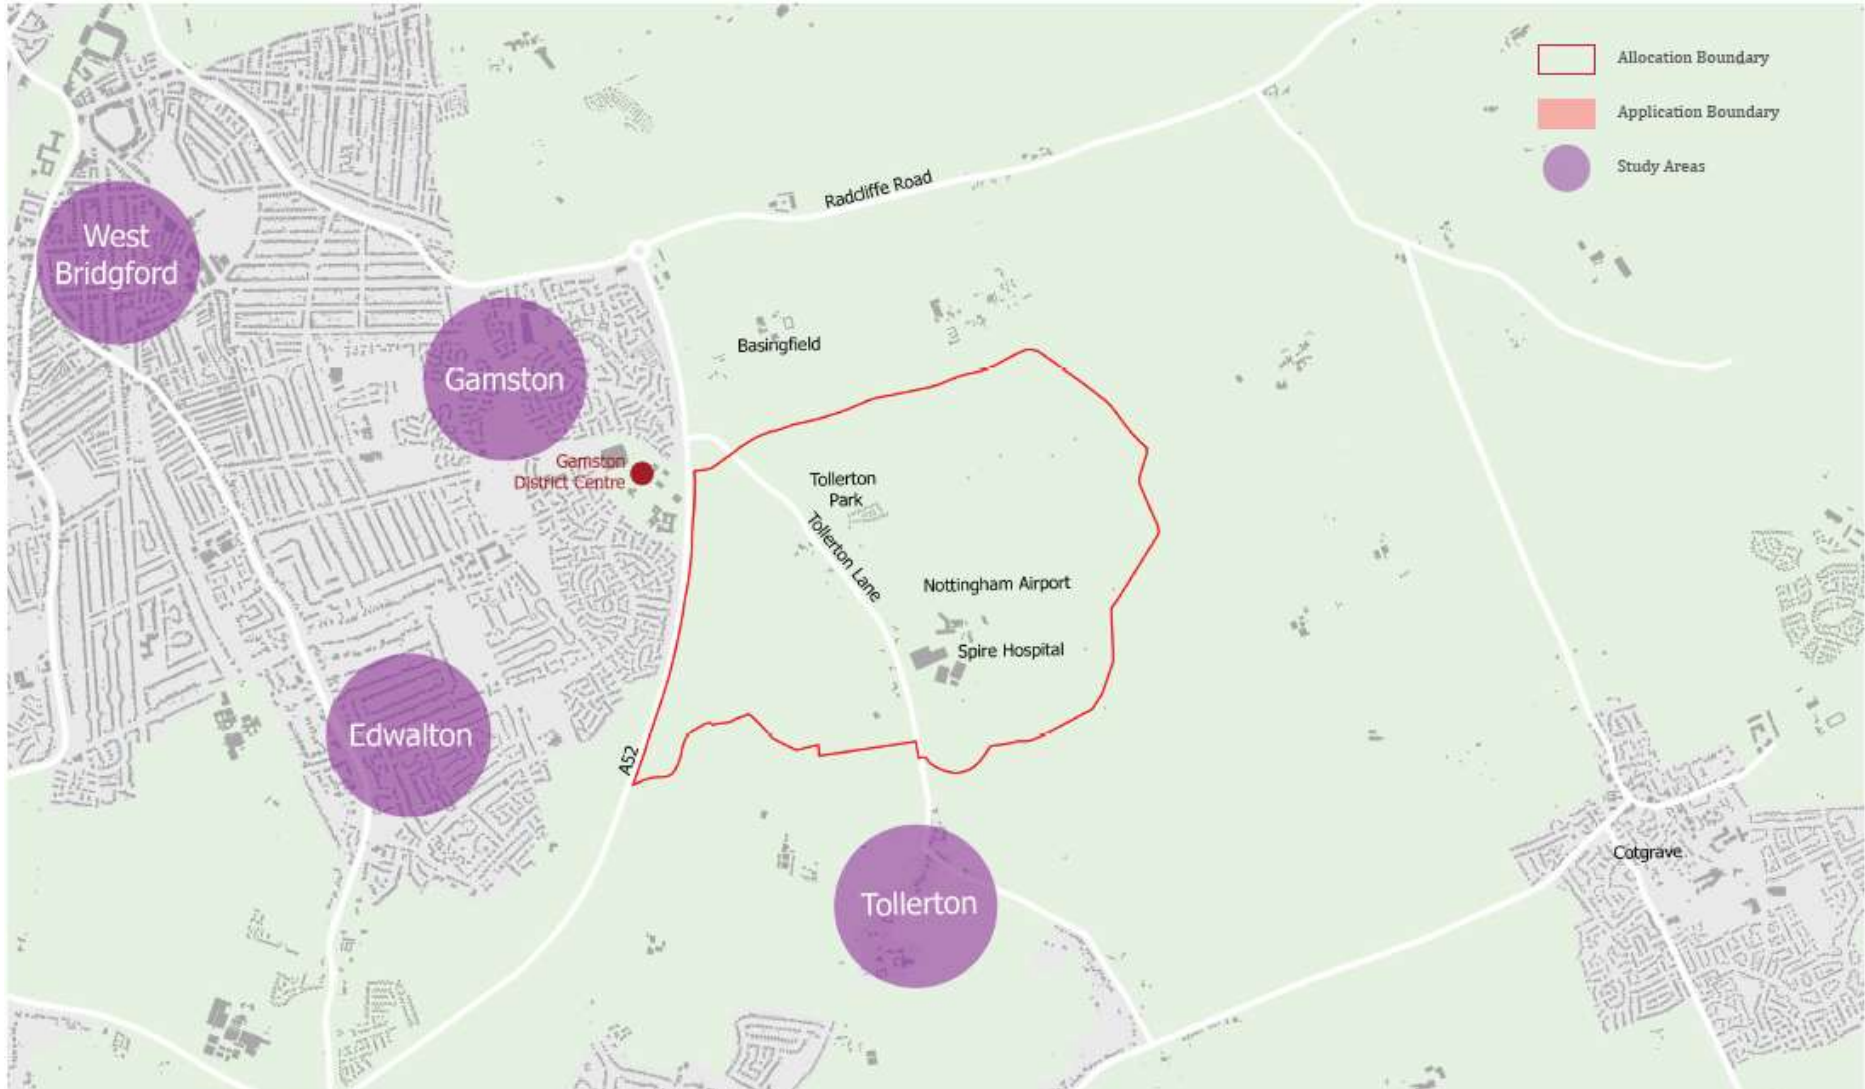 Allocation Boundary
Application Boundary
Study Areas
Radcliffe Road
West
Bridgford
Basingfield
Gamston
Gamston
District Centre
Tollerton
Park
Tollerton Lane
Nottingham Airport
Spire Hospital
Edwalton
A52
Cotgrave
Tollerton